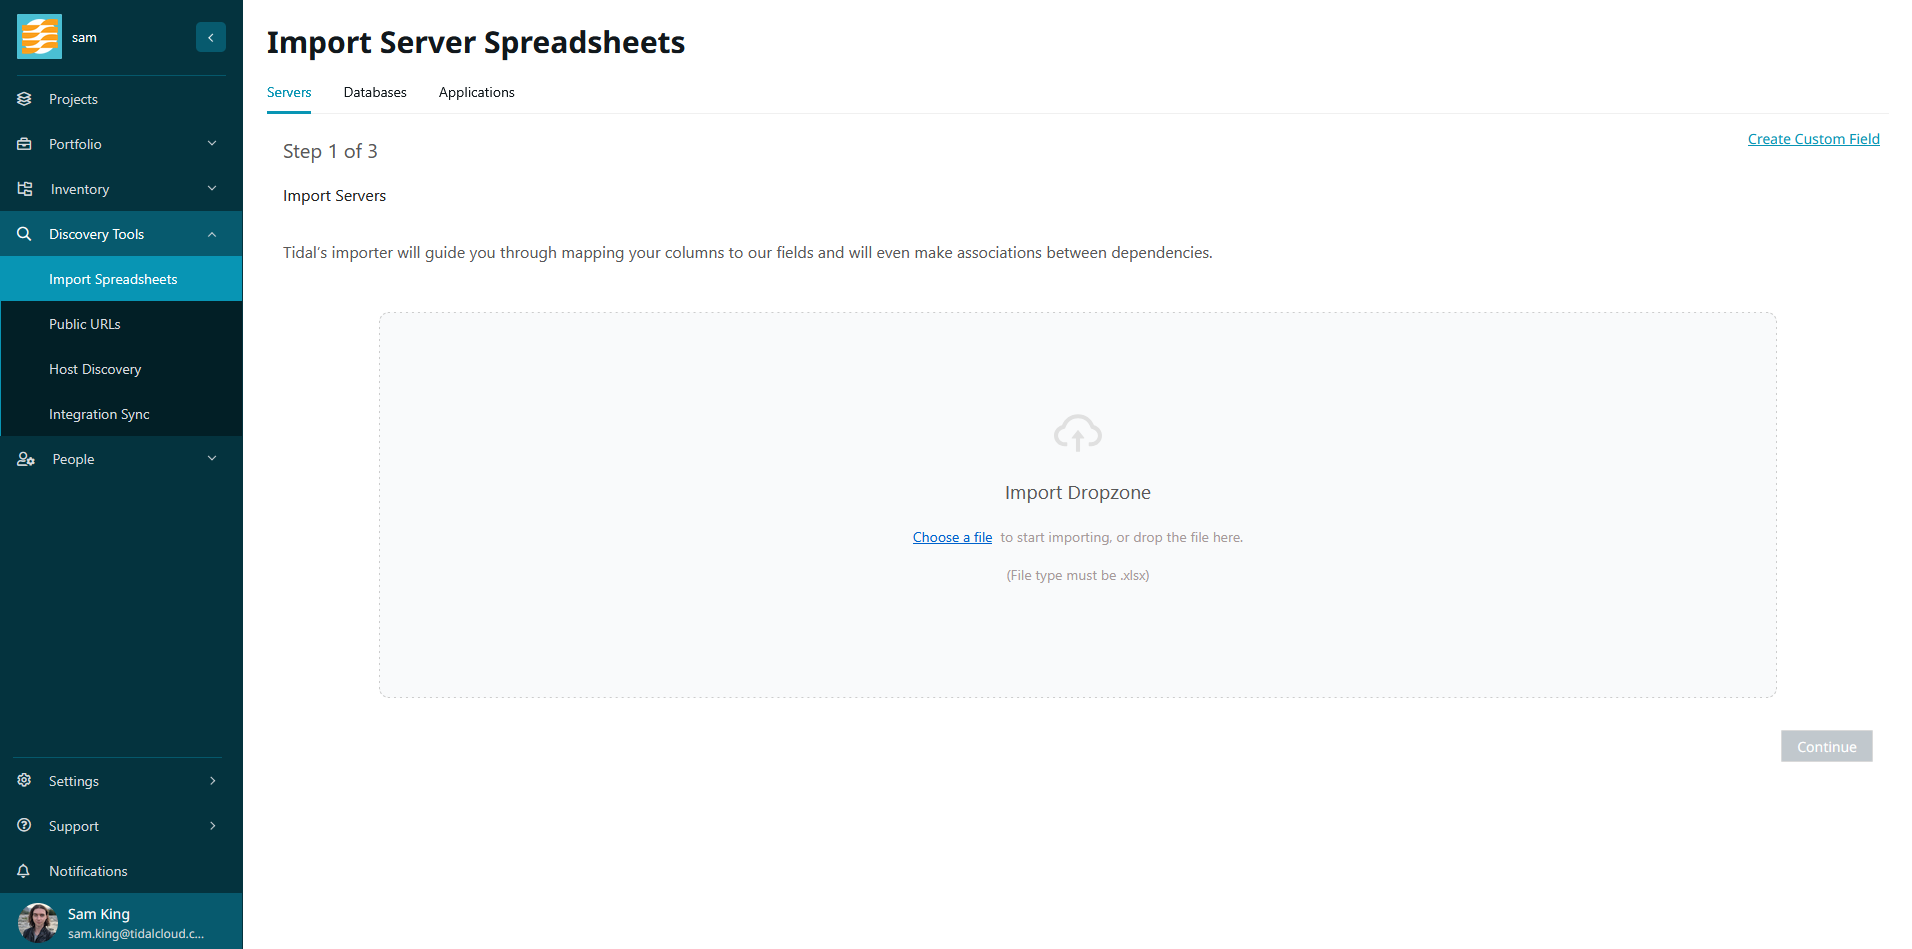 sam
Projects
Portfolio
Inventory
Discovery Tools
Import Spreadsheets
Public URLs
Host Discovery
Integration Sync
People
Settings
Support
Notifications
Sam King
sam.king@tidalcloud.c...
Import Server Spreadsheets
Servers Databases Applications
Create Custom Field
Step 1 of 3
Import Servers
Tidal's importer will guide you through mapping your columns to our fields and will even make associations between dependencies.
Import Dropzone
Choose a file to start importing, or drop the file here.
(File type must be .xlsx)
Continue